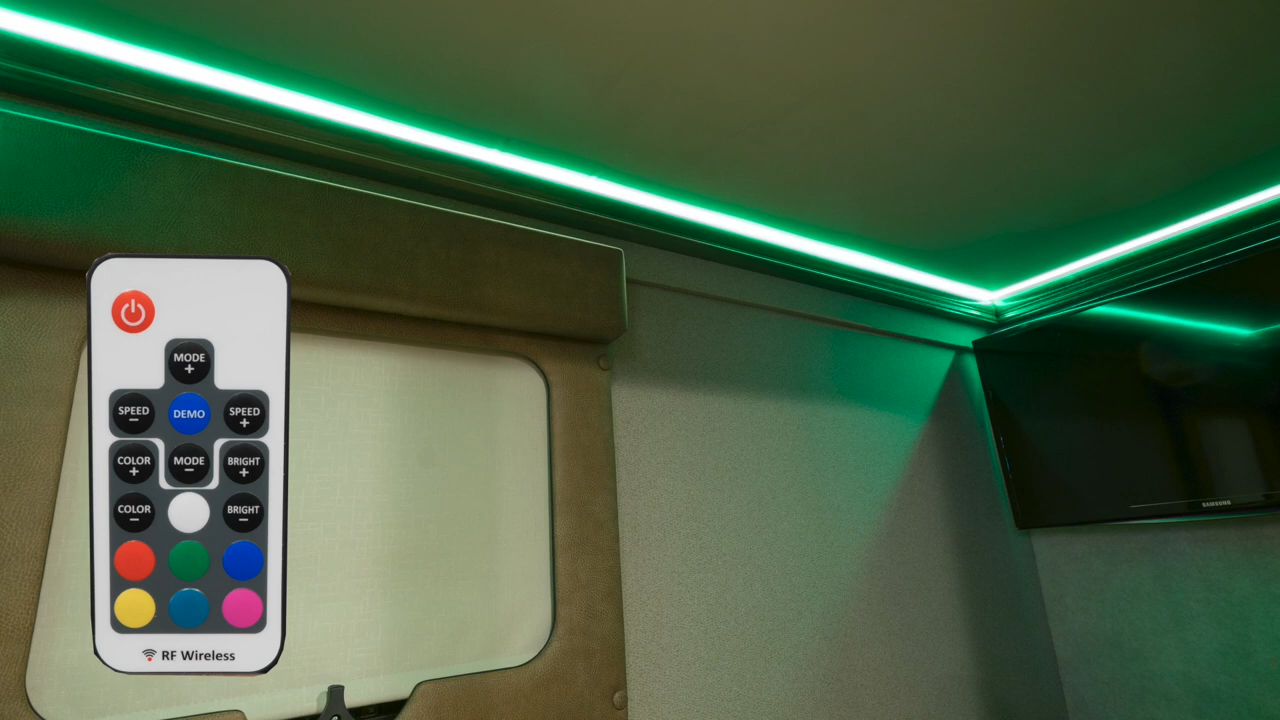 MODE
+
SPEED
−
DEMO
SPEED
+
COLOR
+
MODE
−
BRIGHT
+
COLOR
−
BRIGHT
−
RF Wireless
SAMSUNG